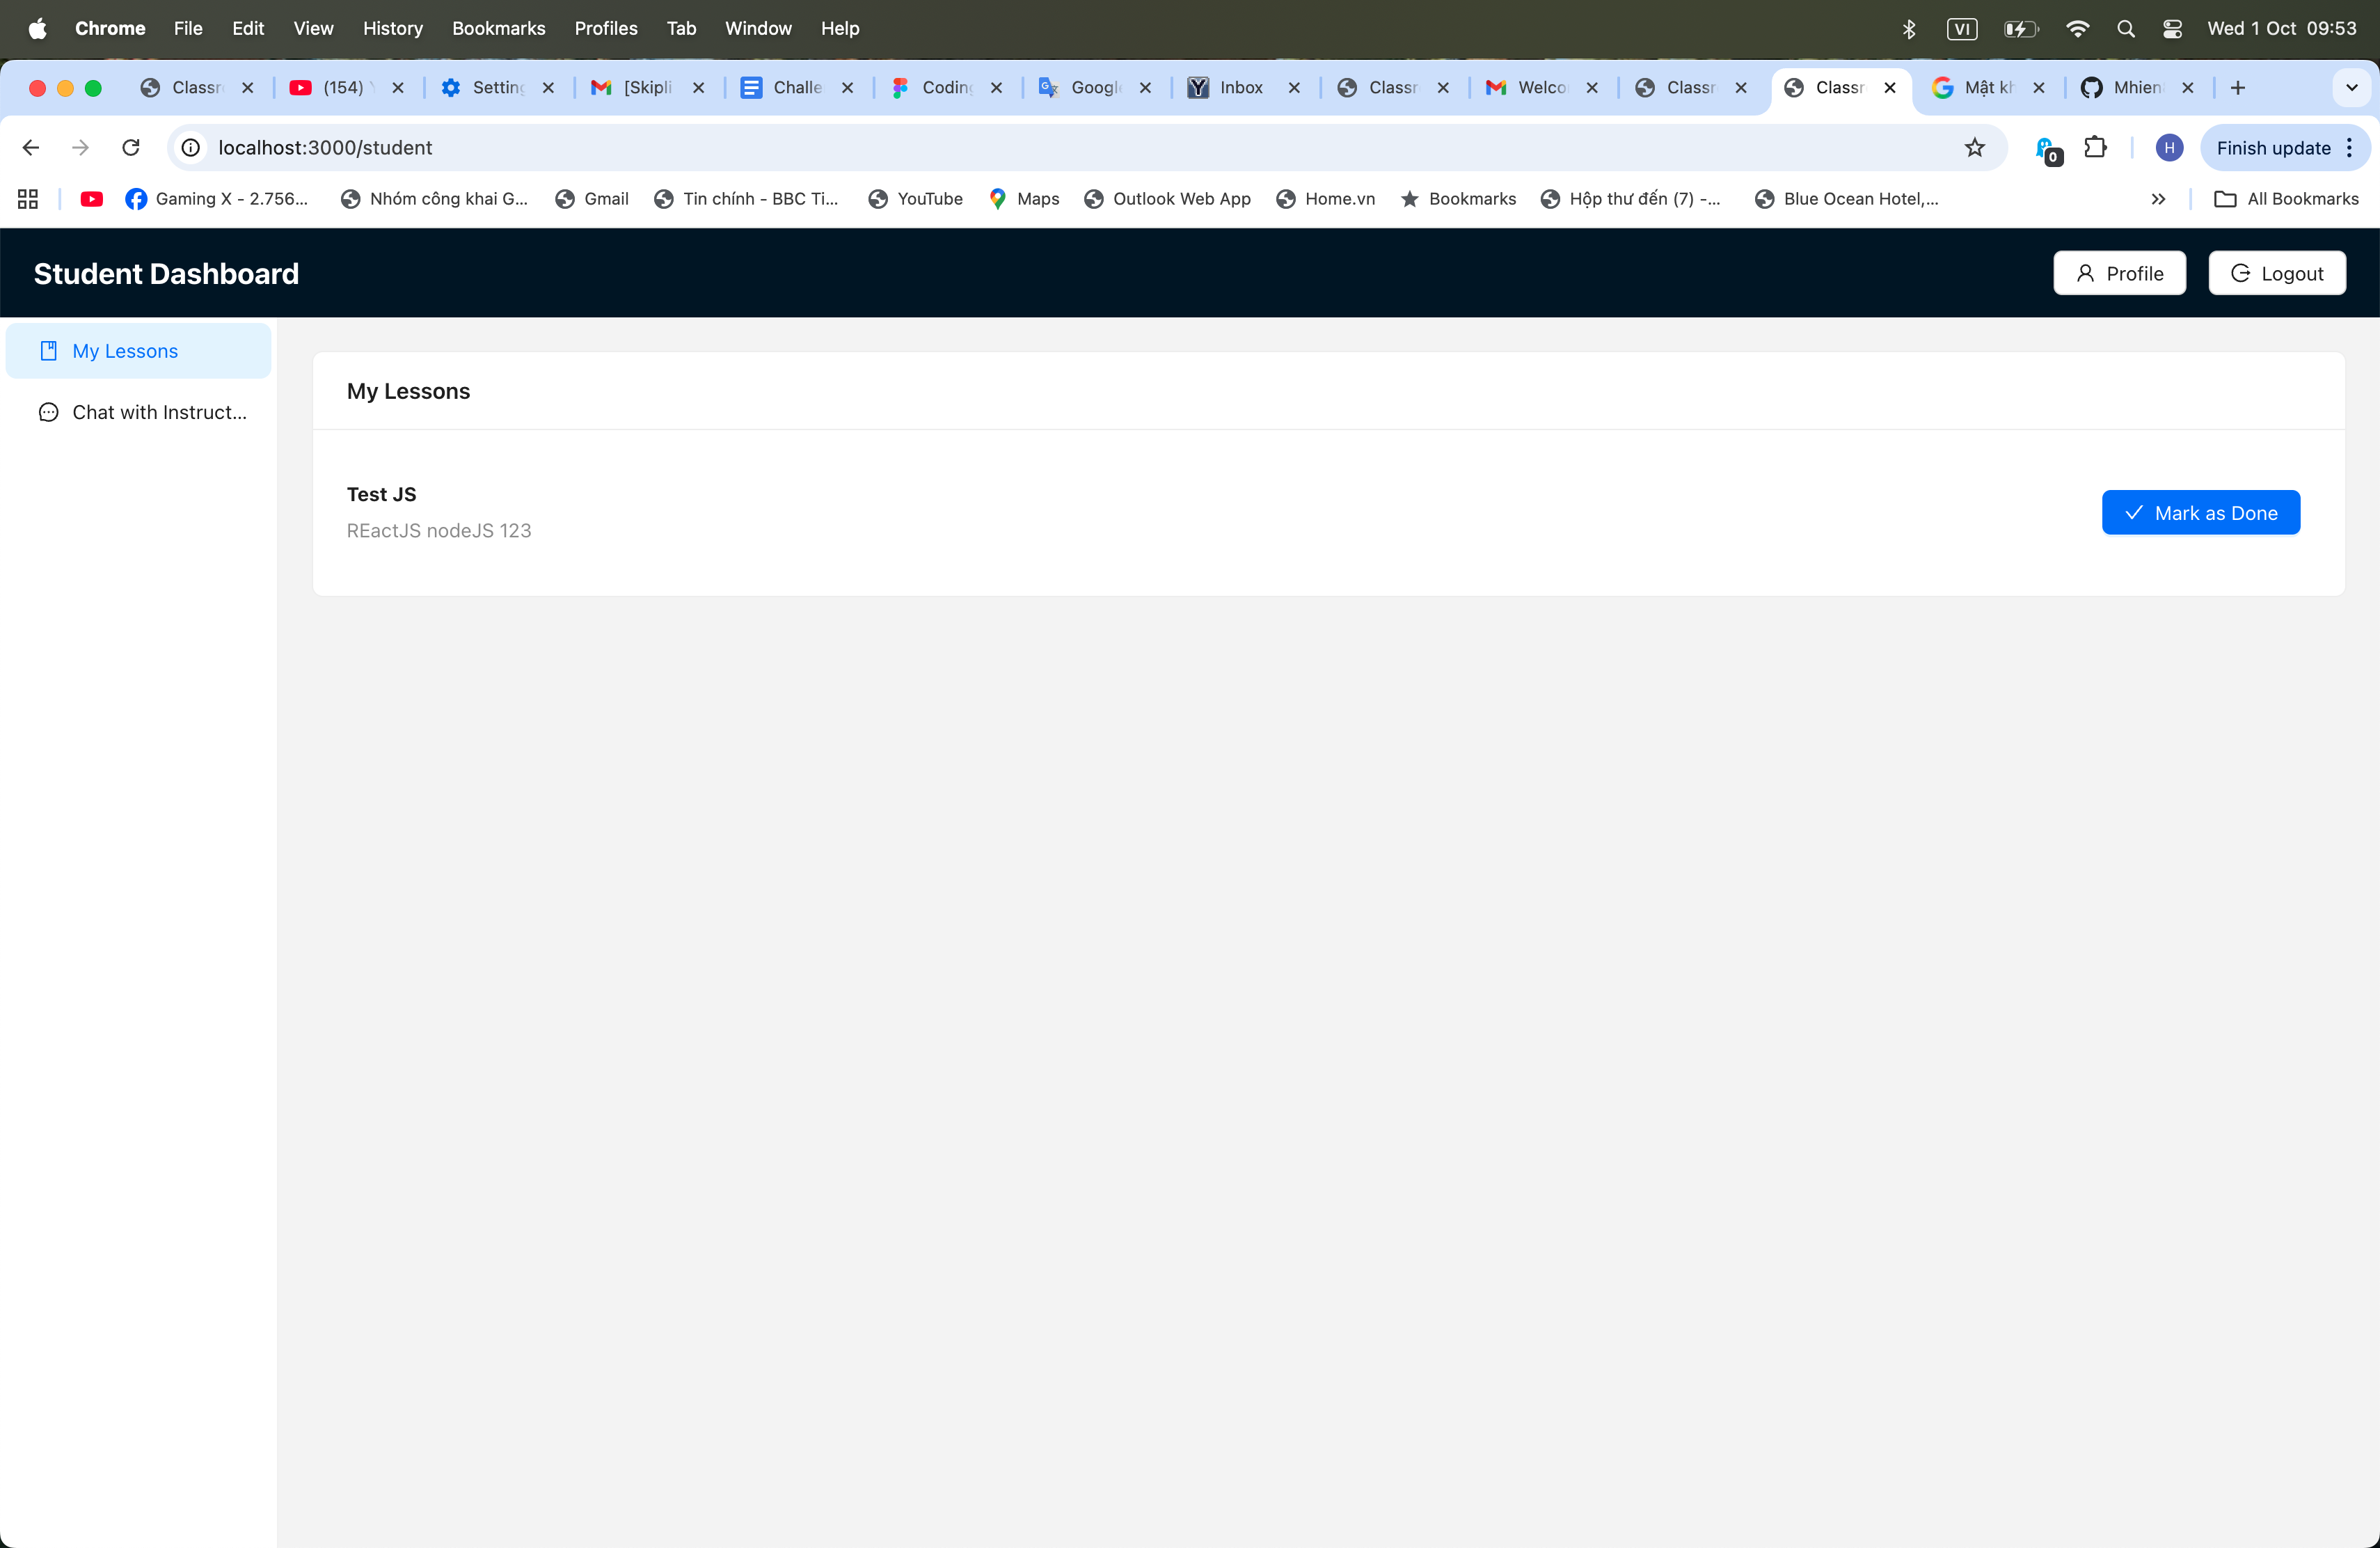 Chrome File Edit View History Bookmarks Profiles Tab Window Help VI Wed 1 Oct 09:53
Classr (154) Setting [Skipli Challe Coding Google Inbox Classr Welco Classr Classr Mật kh Mhien
localhost:3000/student 0 H Finish update
Gaming X - 2.756... Nhóm công khai G... Gmail Tin chính - BBC Ti... YouTube Maps Outlook Web App Home.vn Bookmarks Hộp thư đến (7) -... Blue Ocean Hotel,... All Bookmarks
Student Dashboard Profile Logout
My Lessons
Chat with Instruct...
My Lessons
Test JS
REactJS nodeJS 123
Mark as Done